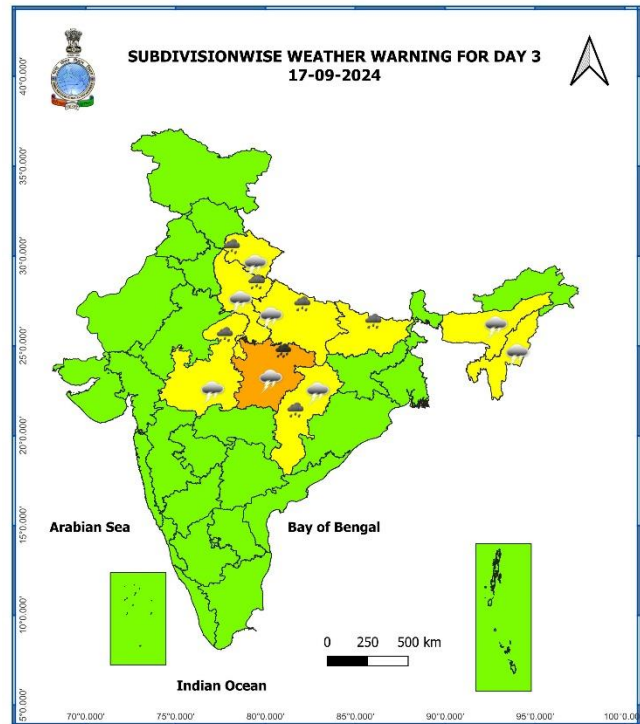 SUBDIVISIONWISE WEATHER WARNING FOR DAY 3
17-09-2024
40°0.000'
35°0.000'
30°0.000'
25°0.000'
20°0.000'
15°0.000'
10°0.000'
5°0.000'
Arabian Sea
Bay of Bengal
0 250 500 km
Indian Ocean
70°0.000' 75°0.000' 80°0.000' 85°0.000' 90°0.000' 95°0.000' 100°0.0